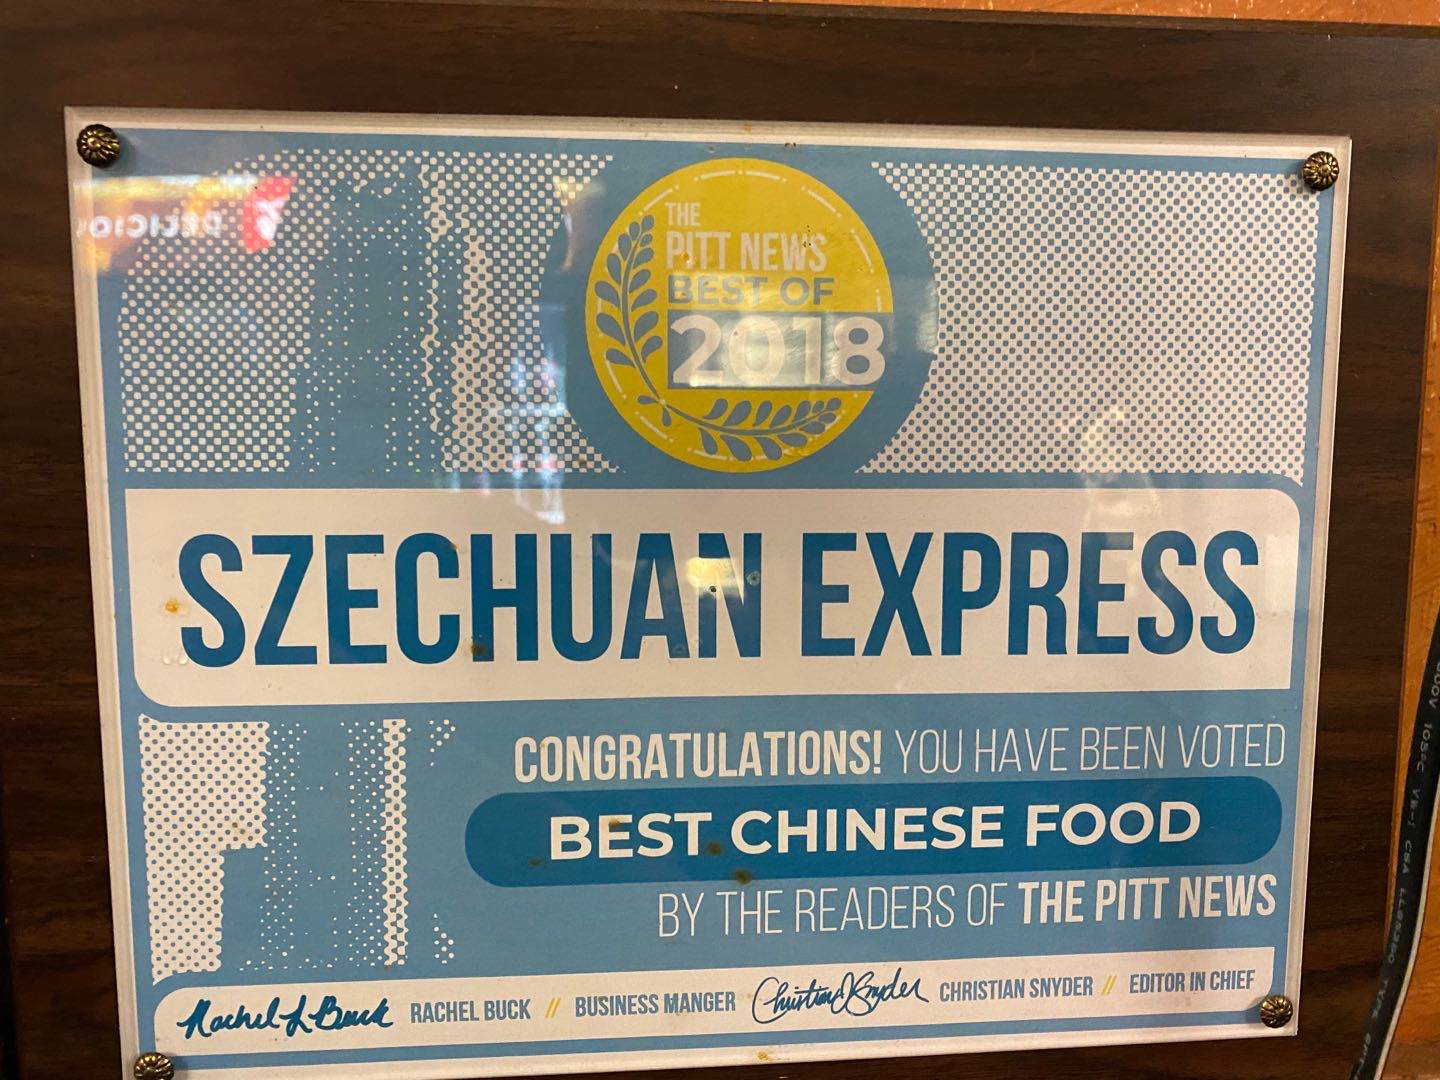 THE
PITT NEWS
BEST OF
2018
DELICIO
SZECHUAN EXPRESS
CONGRATULATIONS! YOU HAVE BEEN VOTED
BEST CHINESE FOOD
BY THE READERS OF THE PITT NEWS
Rachel L Buck RACHEL BUCK // BUSINESS MANGER Christian Snyder CHRISTIAN SNYDER // EDITOR IN CHIEF